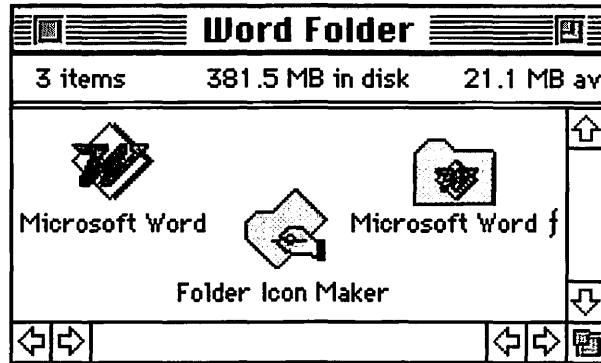 Word Folder
3 items 381.5 MB in disk 21.1 MB av
Microsoft Word Microsoft Word ƒ
Folder Icon Maker